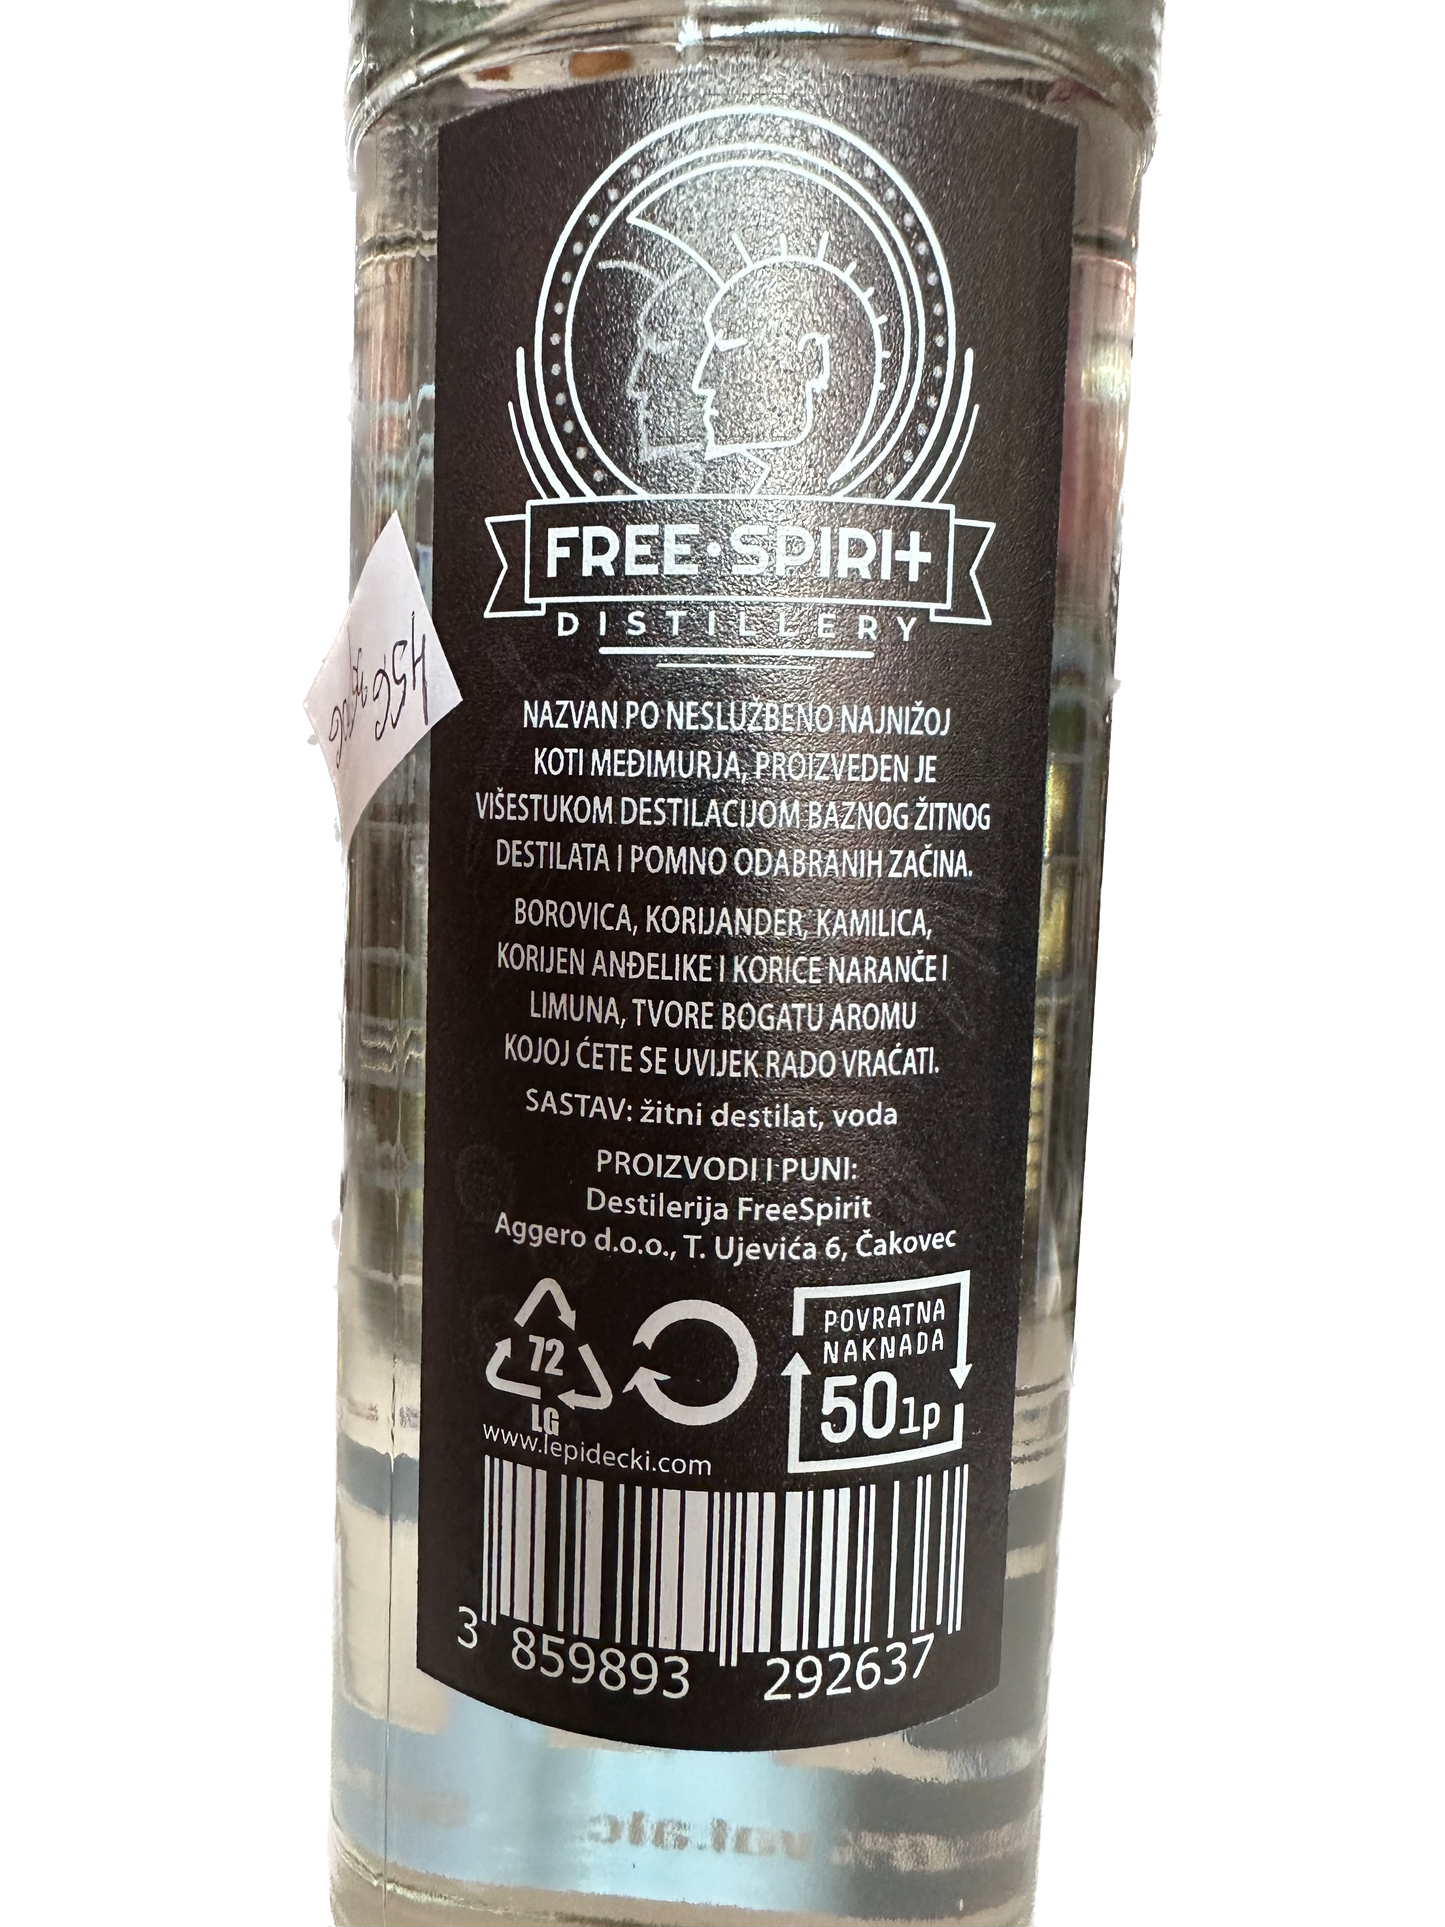 FREE•SPIRIT
DISTILLERY
NAZVAN PO NESLUŽBENO NAJNIŽOJ
KOTI MEĐIMURJA, PROIZVEDEN JE
VIŠESTUKOM DESTILACIJOM BAZNOG ŽITNOG
DESTILATA I POMNO ODABRANIH ZAČINA.
BOROVICA, KORIJANDER, KAMILICA,
KORIJEN ANĐELIKE I KORICE NARANČE I
LIMUNA, TVORE BOGATU AROMU
KOJOJ ĆETE SE UVIJEK RADO VRAĆATI.
SASTAV: žitni destilat, voda
PROIZVODI I PUNI:
Destilerija FreeSpirit
Aggero d.o.o., T. Ujevića 6, Čakovec
72
LG
POVRATNA
NAKNADA
50lp
www.lepidecki.com
3 859893 292637
vol.alc